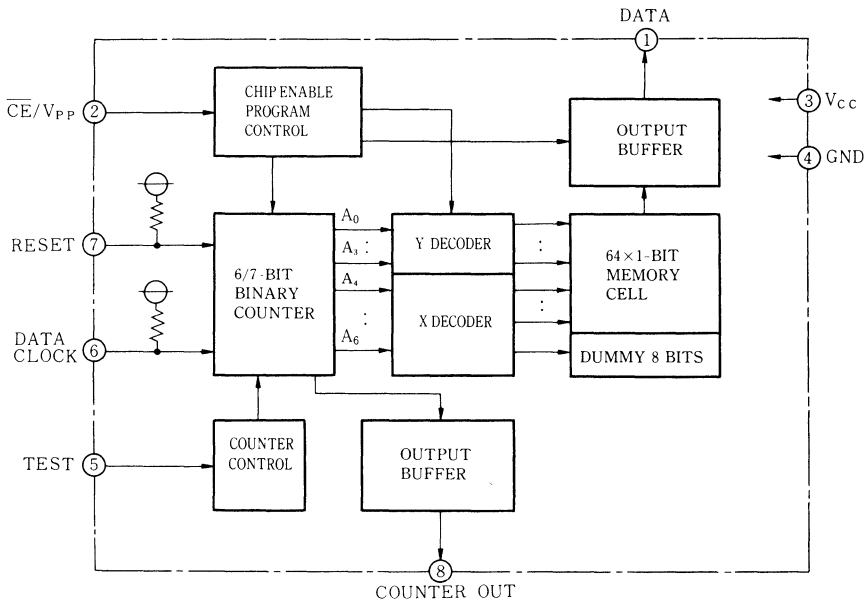 DATA
1
C̅E̅/VPP 2
CHIP ENABLE
PROGRAM
CONTROL
3 VCC
OUTPUT
BUFFER
4 GND
RESET 7
6/7-BIT
BINARY
COUNTER
A0
A3 :
A4
:
A6
Y DECODER
X DECODER
:
:
64×1-BIT
MEMORY
CELL
DUMMY 8 BITS
DATA
CLOCK 6
TEST 5
COUNTER
CONTROL
OUTPUT
BUFFER
8
COUNTER OUT